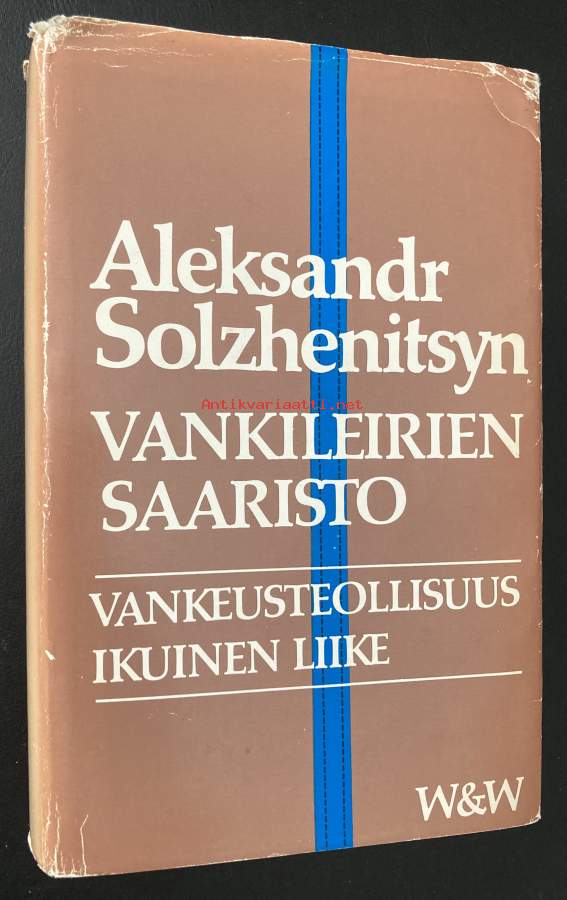 Aleksandr
Solzhenitsyn
Antikvariaatti.net
VANKILEIRIEN
SAARISTO
VANKEUSTEOLLISUUS
IKUINEN LIIKE
W&W